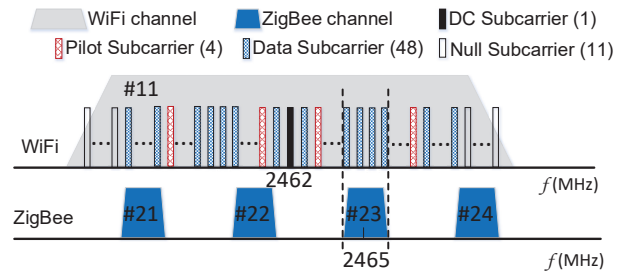 WiFi channel ZigBee channel DC Subcarrier (1)
Pilot Subcarrier (4) Data Subcarrier (48) Null Subcarrier (11)
#11
WiFi
2462
f(MHz)
ZigBee #21 #22 #23 #24
2465
f(MHz)